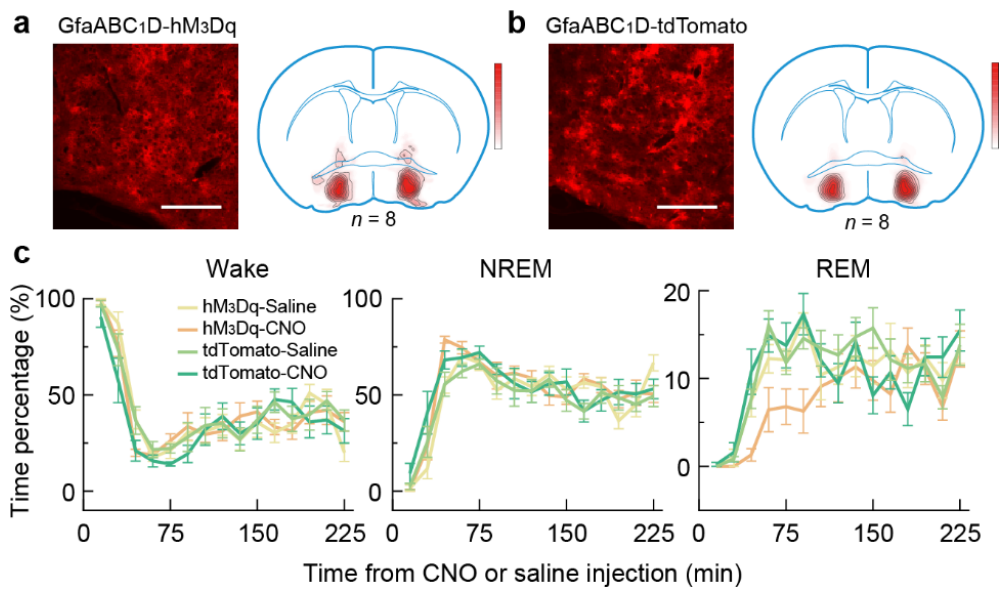 a GfaABC1D-hM3Dq
n = 8
b GfaABC1D-tdTomato
n = 8
c
Wake
NREM
REM
Time percentage (%)
100
50
0
hM3Dq-Saline
hM3Dq-CNO
tdTomato-Saline
tdTomato-CNO
0 75 150 225
100
50
0
0 75 150 225
20
10
0
0 75 150 225
Time from CNO or saline injection (min)